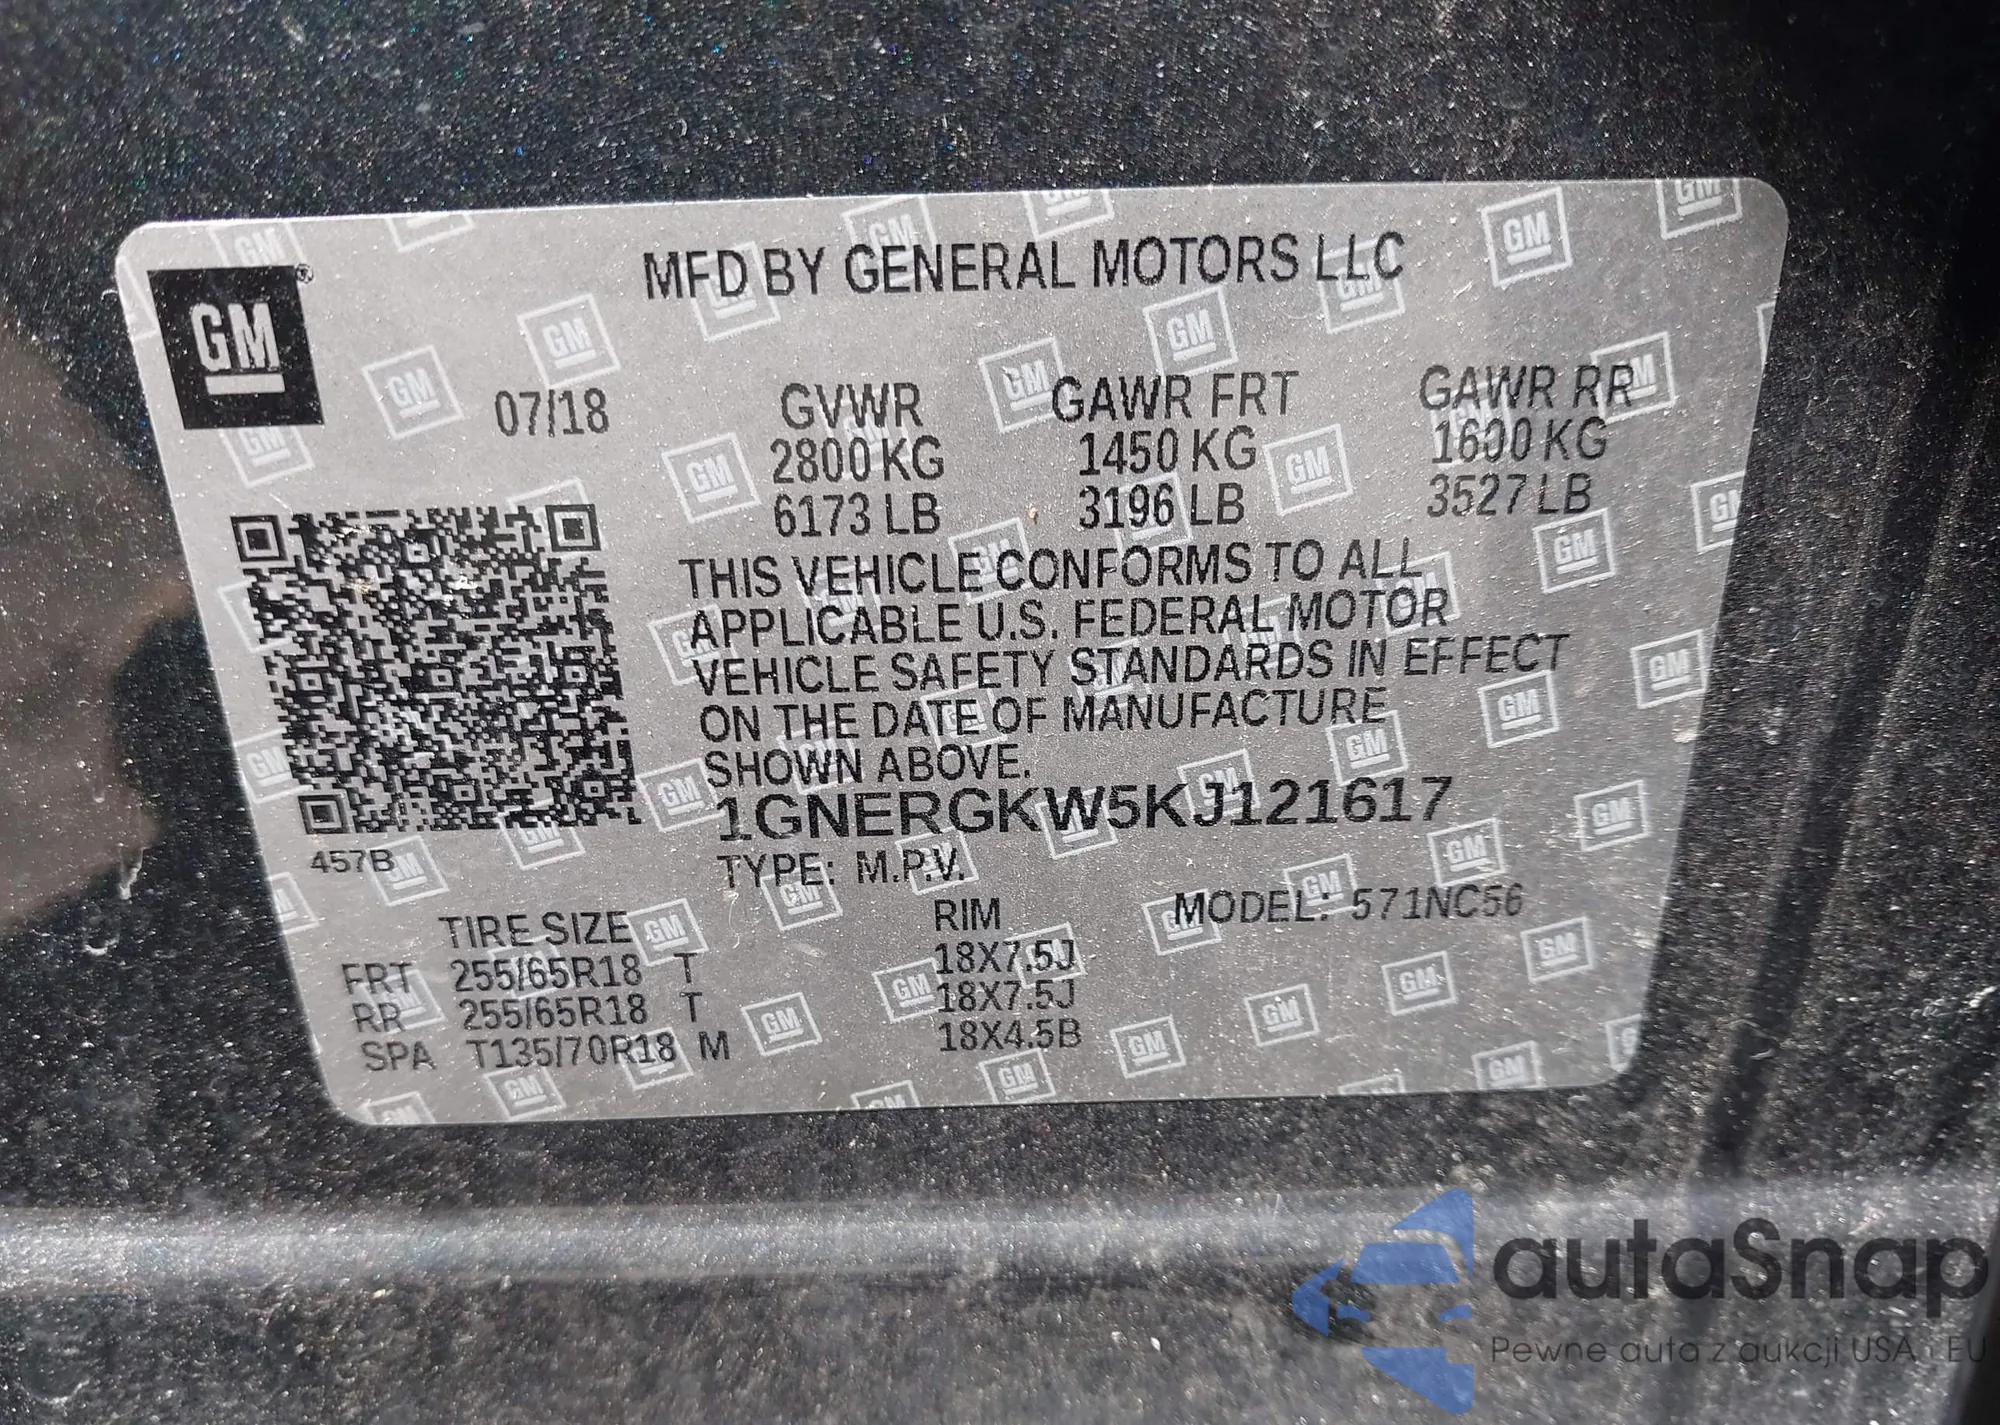 GM®
MFD BY GENERAL MOTORS LLC
07/18 GVWR GAWR FRT GAWR RR
2800 KG 1450 KG 1600 KG
6173 LB 3196 LB 3527 LB
THIS VEHICLE CONFORMS TO ALL
APPLICABLE U.S. FEDERAL MOTOR
VEHICLE SAFETY STANDARDS IN EFFECT
ON THE DATE OF MANUFACTURE
SHOWN ABOVE.
1GNERGKW5KJ121617
457B
TYPE: M.P.V.
TIRE SIZE RIM MODEL: 571NC56
FRT 255/65R18 T 18X7.5J
RR 255/65R18 T 18X7.5J
SPA T135/70R18 M 18X4.5B
autaSnap
Pewne auta z aukcji USA i EU